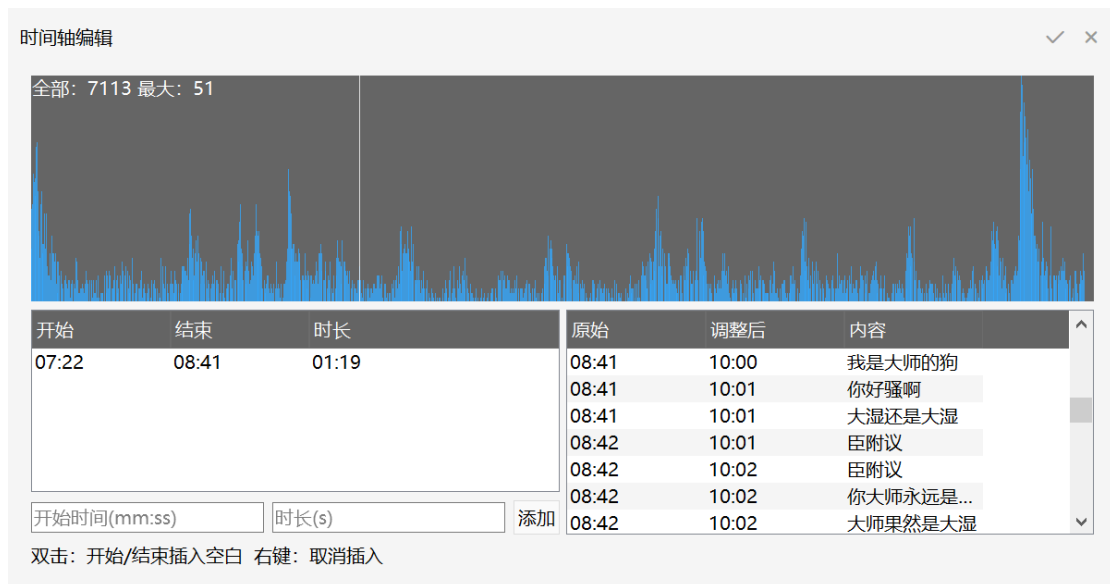 时间轴编辑
全部：7113 最大：51
开始 结束 时长
07:22 08:41 01:19
原始 调整后 内容
08:41 10:00 我是大师的狗
08:41 10:01 你好骚啊
08:41 10:01 大湿还是大湿
08:42 10:01 臣附议
08:42 10:02 臣附议
08:42 10:02 你大师永远是...
08:42 10:02 大师果然是大湿
开始时间(mm:ss) 时长(s) 添加
双击：开始/结束插入空白 右键：取消插入